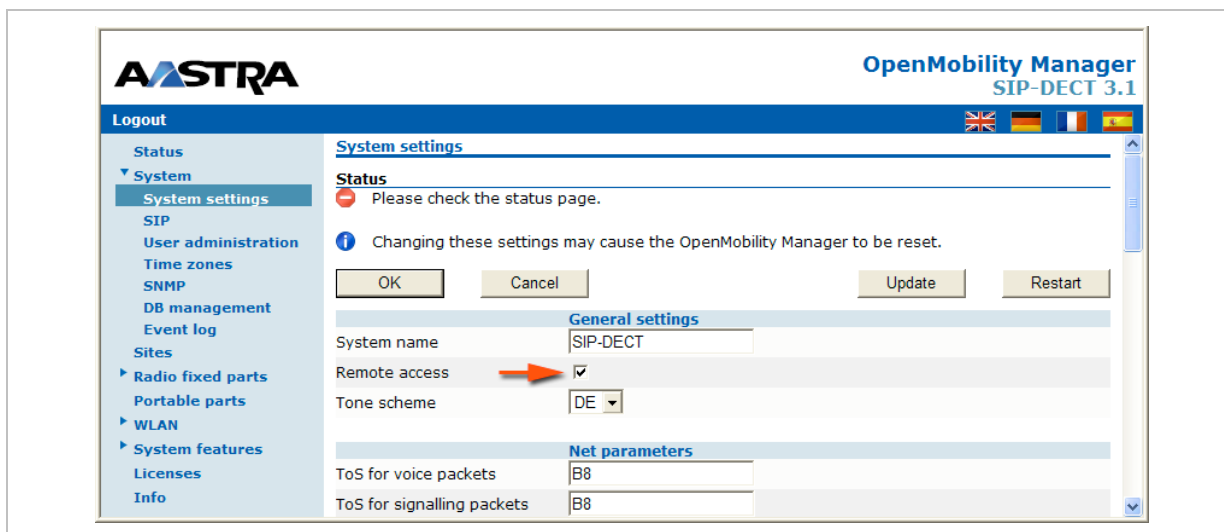 AASTRA
OpenMobility Manager
SIP-DECT 3.1
Logout
Status
System
System settings
SIP
User administration
Time zones
SNMP
DB management
Event log
Sites
Radio fixed parts
Portable parts
WLAN
System features
Licenses
Info
System settings
Status
Please check the status page.
Changing these settings may cause the OpenMobility Manager to be reset.
OK Cancel Update Restart
General settings
System name SIP-DECT
Remote access
Tone scheme DE
Net parameters
ToS for voice packets B8
ToS for signalling packets B8